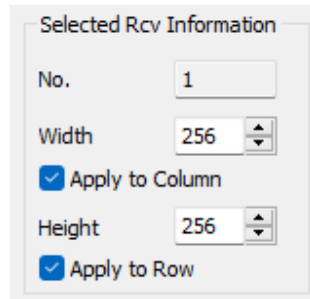 Selected Rcv Information
No. 1
Width 256
Apply to Column
Height 256
Apply to Row